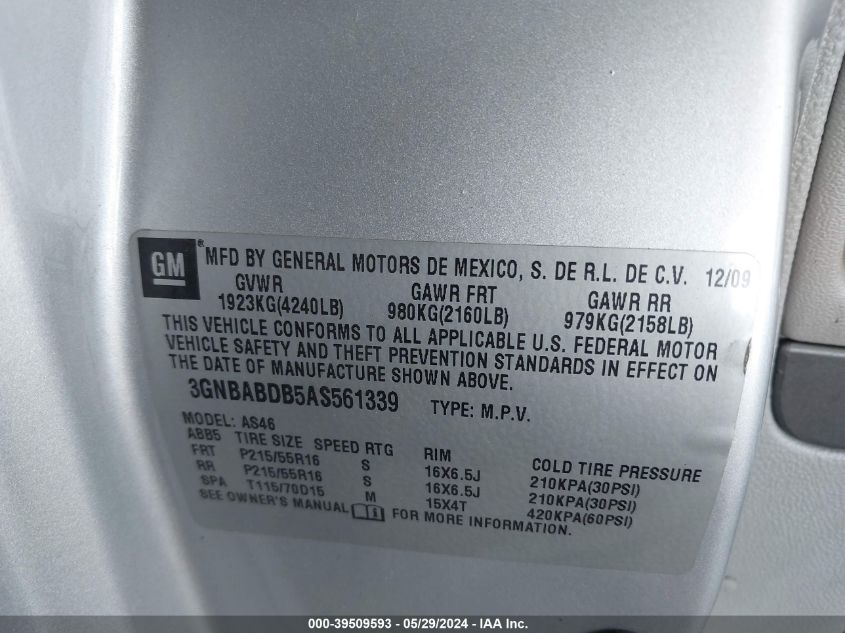 GM ® MFD BY GENERAL MOTORS DE MEXICO, S. DE R.L. DE C.V. 12/09
GVWR GAWR FRT GAWR RR
1923KG(4240LB) 980KG(2160LB) 979KG(2158LB)
THIS VEHICLE CONFORMS TO ALL APPLICABLE U.S. FEDERAL MOTOR
VEHICLE SAFETY AND THEFT PREVENTION STANDARDS IN EFFECT ON
THE DATE OF MANUFACTURE SHOWN ABOVE.
3GNBABDB5AS561339 TYPE: M.P.V.
MODEL: AS46
ABB5 TIRE SIZE SPEED RTG RIM COLD TIRE PRESSURE
FRT P215/55R16 S 16X6.5J 210KPA(30PSI)
RR P215/55R16 S 16X6.5J 210KPA(30PSI)
SPA T115/70D15 M 15X4T 420KPA(60PSI)
SEE OWNER'S MANUAL i FOR MORE INFORMATION.
000-39509593 / 05/29/2024 - IAA Inc.